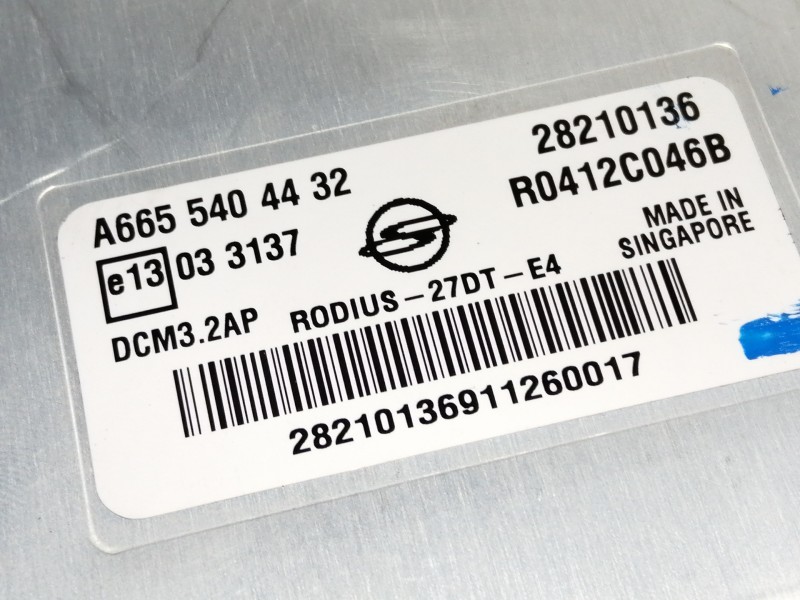 28210136
A665 540 44 32
R0412C046B
e13 03 3137
MADE IN
SINGAPORE
DCM3.2AP RODIUS-27DT-E4
28210136911260017